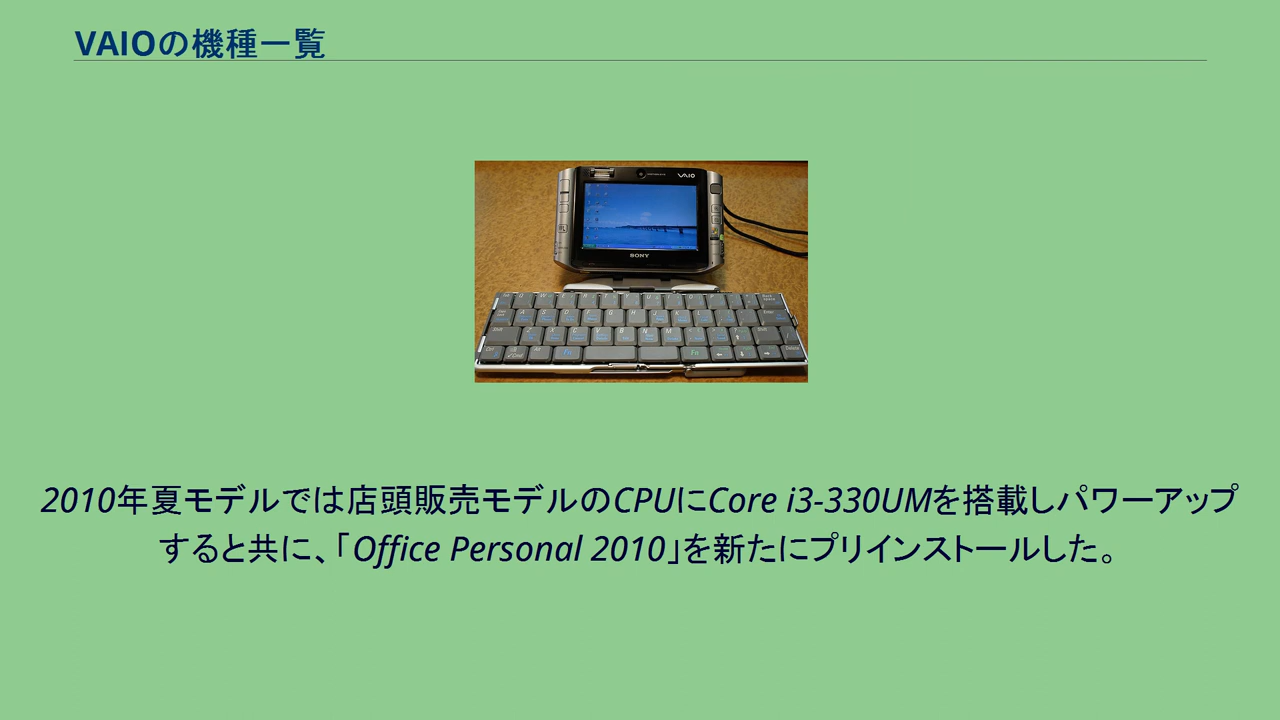 VAIOの機種一覧
VAIO
SONY
2010年夏モデルでは店頭販売モデルのCPUにCore i3-330UMを搭載しパワーアップ
すると共に、「Office Personal 2010」を新たにプリインストールした。